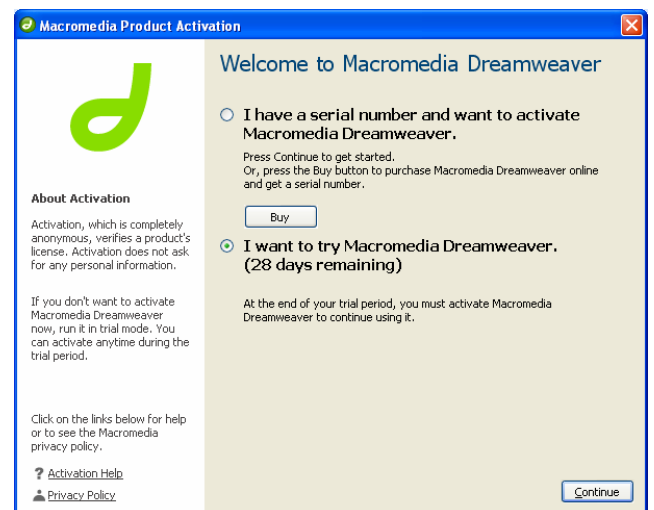 Macromedia Product Activation
Welcome to Macromedia Dreamweaver
I have a serial number and want to activate
Macromedia Dreamweaver.
Press Continue to get started.
Or, press the Buy button to purchase Macromedia Dreamweaver online
and get a serial number.
Buy
I want to try Macromedia Dreamweaver.
(28 days remaining)
At the end of your trial period, you must activate Macromedia
Dreamweaver to continue using it.
About Activation
Activation, which is completely
anonymous, verifies a product's
license. Activation does not ask
for any personal information.
If you don't want to activate
Macromedia Dreamweaver
now, run it in trial mode. You
can activate anytime during the
trial period.
Click on the links below for help
or to see the Macromedia
privacy policy.
? Activation Help
Privacy Policy
Continue